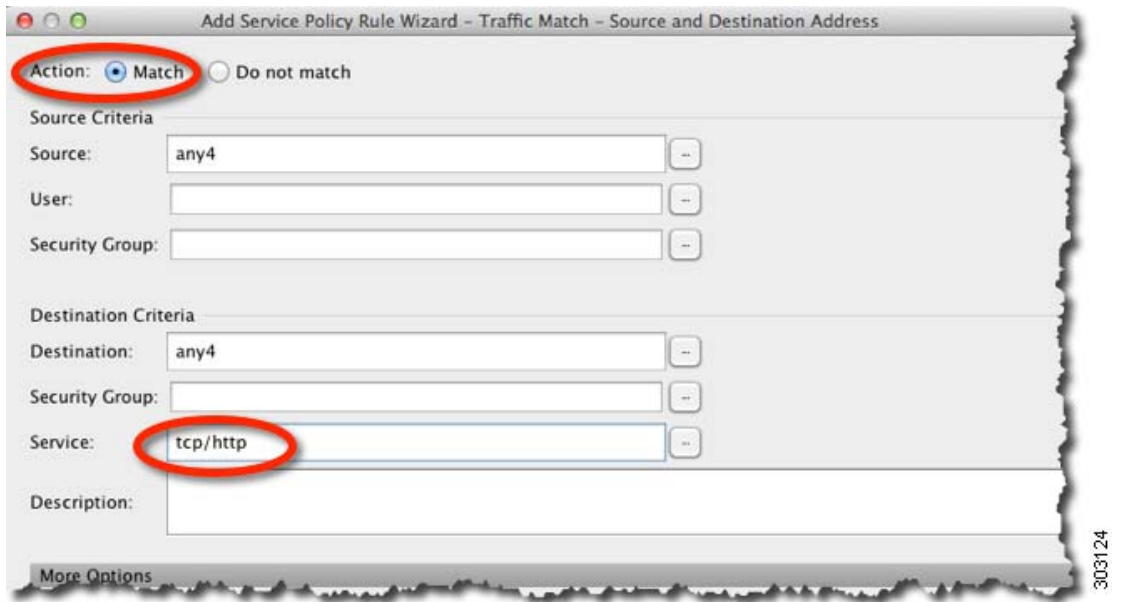 Add Service Policy Rule Wizard – Traffic Match – Source and Destination Address
Action: Match Do not match
Source Criteria
Source: any4 ...
User: ...
Security Group: ...
Destination Criteria
Destination: any4 ...
Security Group: ...
Service: tcp/http ...
Description:
More Options
303124